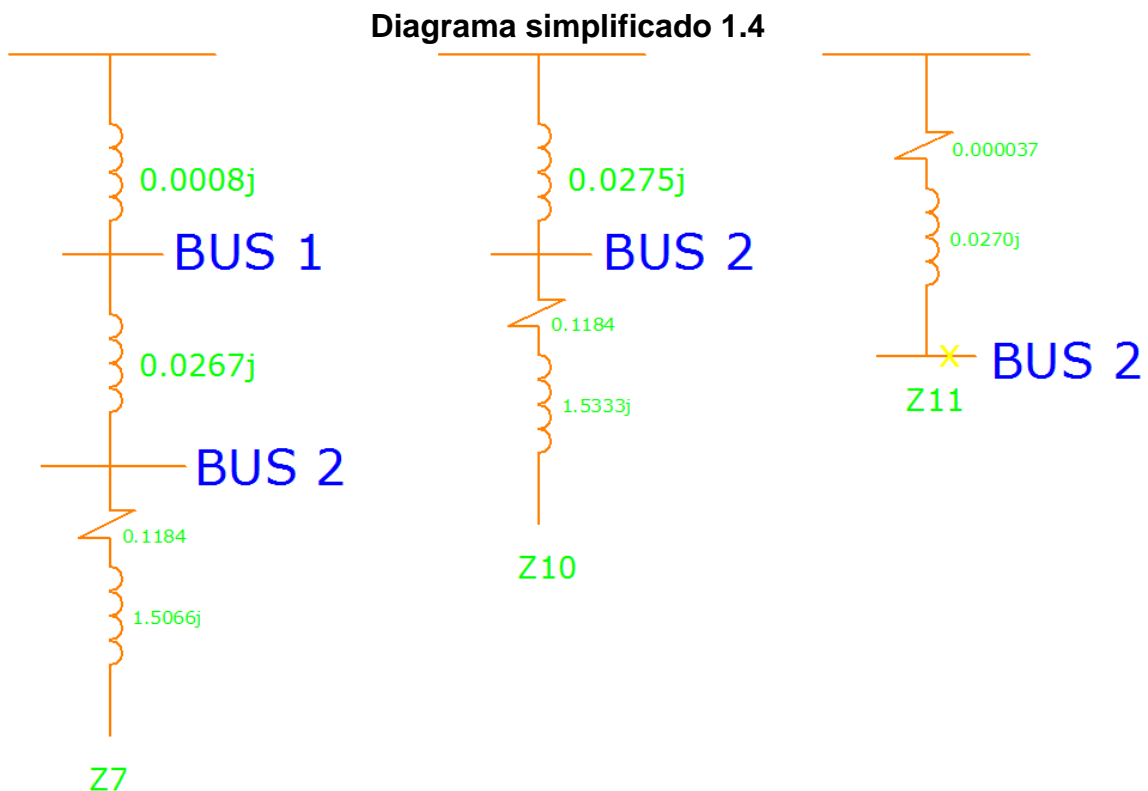 Diagrama simplificado 1.4
0.0008j
BUS 1
0.0267j
BUS 2
0.1184
1.5066j
Z7
0.0275j
BUS 2
0.1184
1.5333j
Z10
0.000037
0.0270j
X
BUS 2
Z11